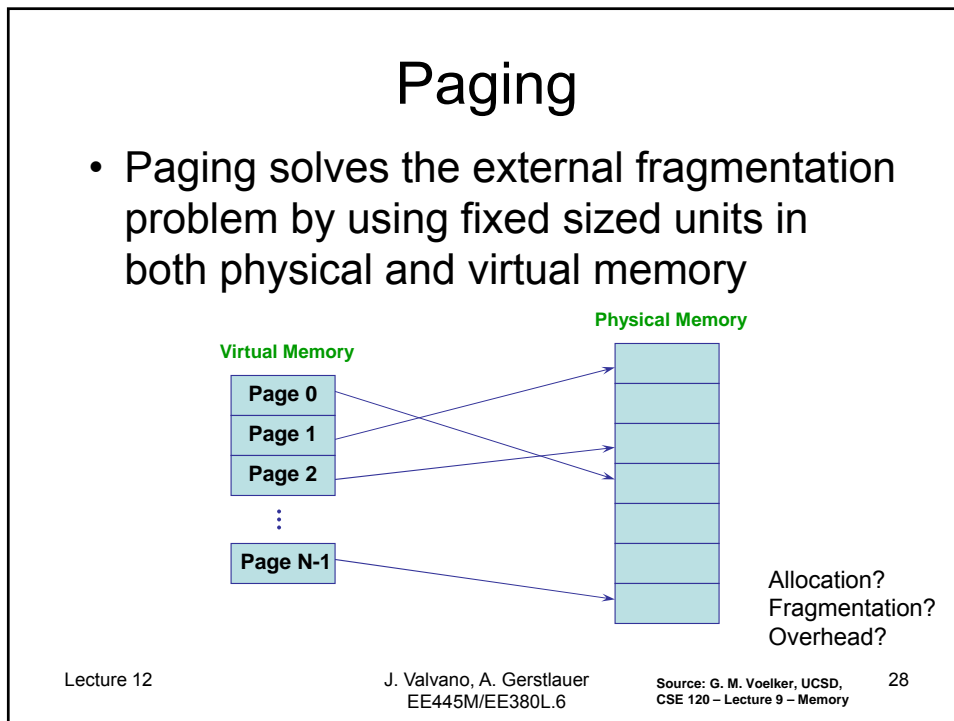 Paging
• Paging solves the external fragmentation
problem by using fixed sized units in
both physical and virtual memory
Physical Memory
Virtual Memory
Page 0
Page 1
Page 2
Page N-1
Allocation?
Fragmentation?
Overhead?
Lecture 12
J. Valvano, A. Gerstlauer
EE445M/EE380L.6
Source: G. M. Voelker, UCSD,
CSE 120 – Lecture 9 – Memory
28